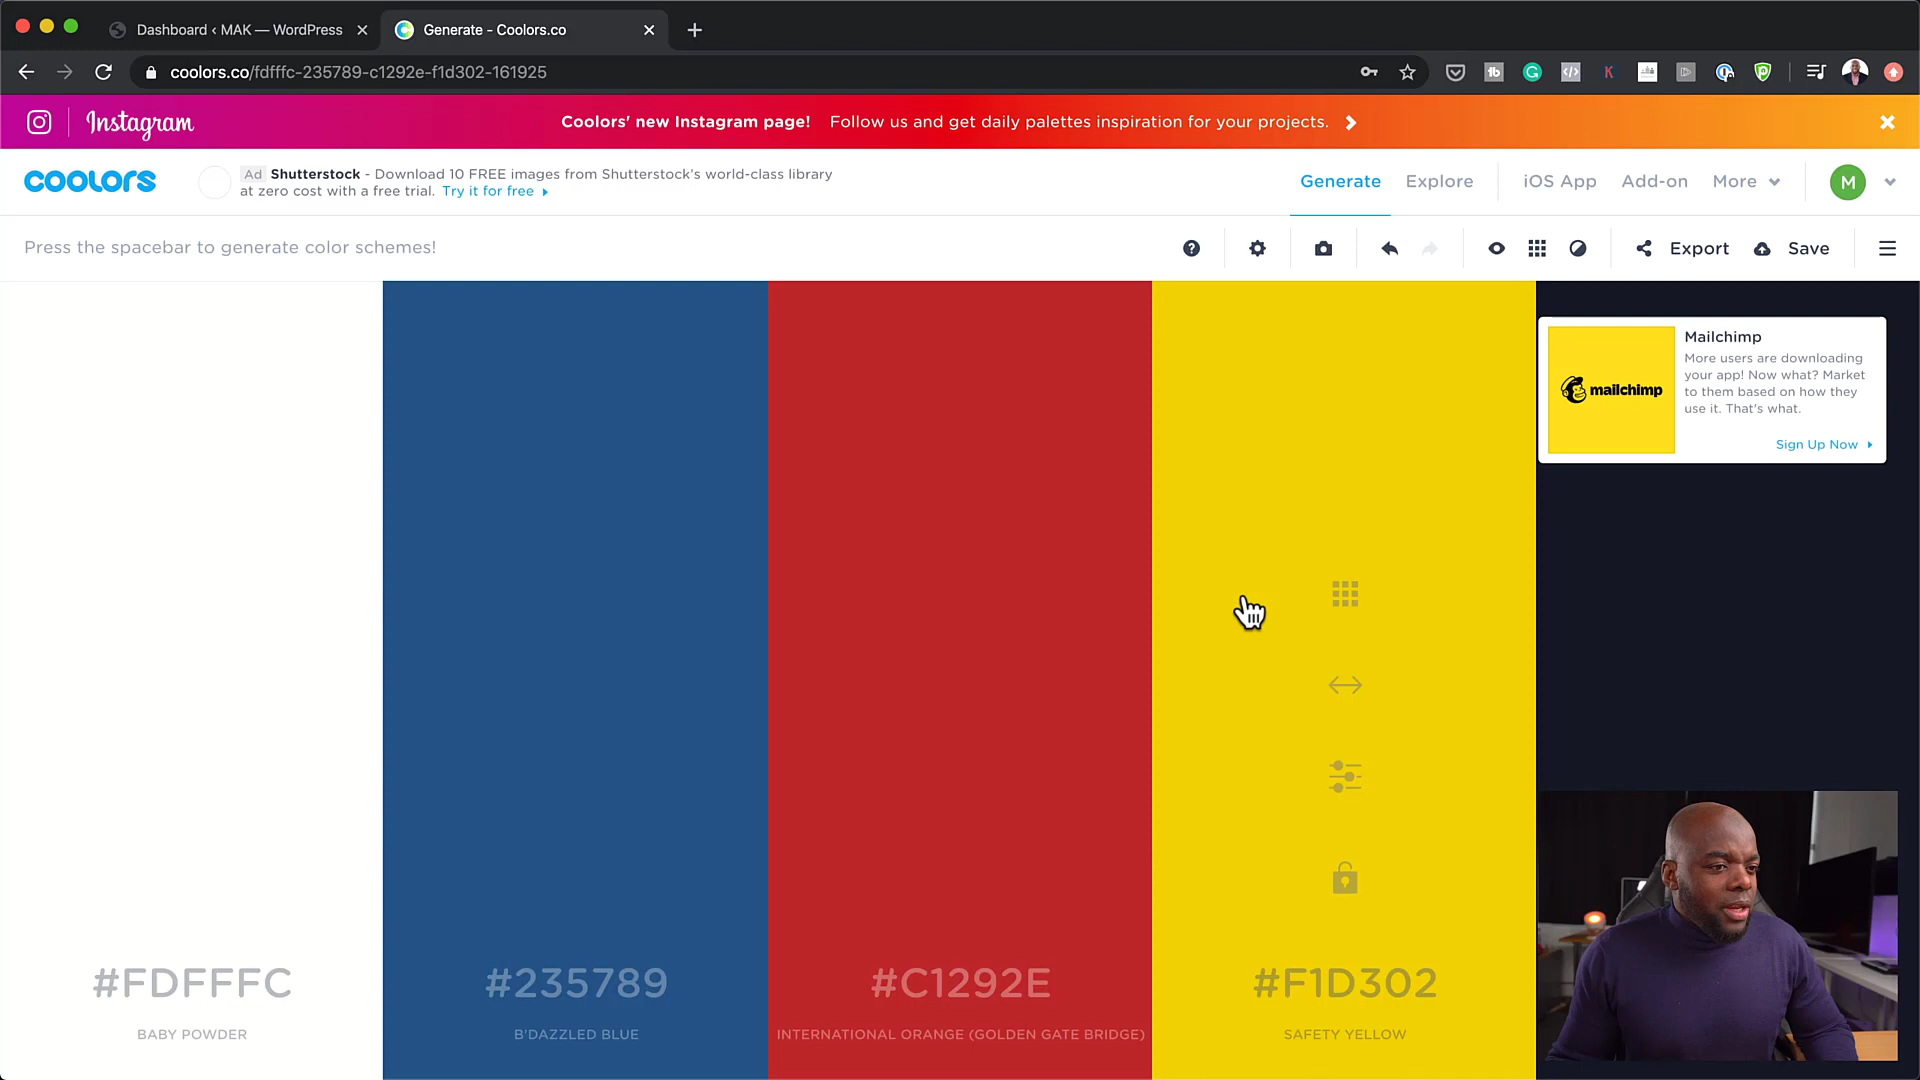 Dashboard ‹ MAK — WordPress
Generate - Coolors.co
coolors.co/fdfffc-235789-c1292e-f1d302-161925
Instagram
Coolors' new Instagram page! Follow us and get daily palettes inspiration for your projects.
coolors
Ad Shutterstock - Download 10 FREE images from Shutterstock's world-class library
at zero cost with a free trial. Try it for free
Generate
Explore
iOS App
Add-on
More
M
Press the spacebar to generate color schemes!
Export
Save
mailchimp
Mailchimp
More users are downloading
your app! Now what? Market
to them based on how they
use it. That's what.
Sign Up Now
#FDFFFC
BABY POWDER
#235789
B'DAZZLED BLUE
#C1292E
INTERNATIONAL ORANGE (GOLDEN GATE BRIDGE)
#F1D302
SAFETY YELLOW